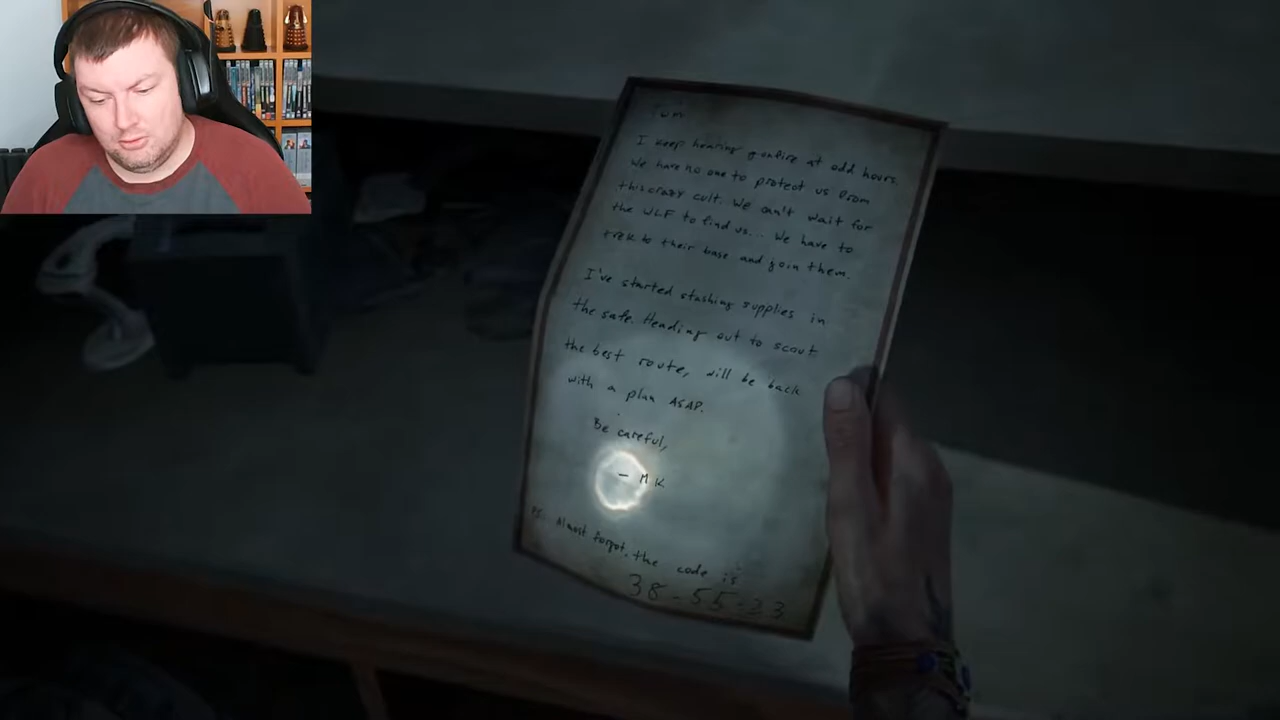 Tom
I keep hearing gunfire at odd hours.
We have no one to protect us from
this crazy cult. We can't wait for
the WLF to find us... We have to
trek to their base and join them.
I've started stashing supplies in
the safe. Heading out to scout
the best route, will be back
with a plan ASAP.
Be careful,
- MK
PS. Almost forgot, the code is
38-55-23